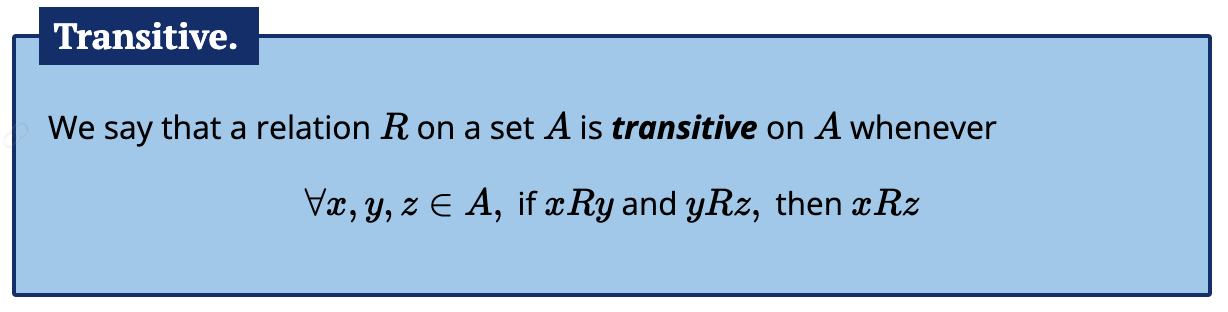 Transitive.
We say that a relation R on a set A is transitive on A whenever
∀x, y, z ∈ A, if xRy and yRz, then xRz